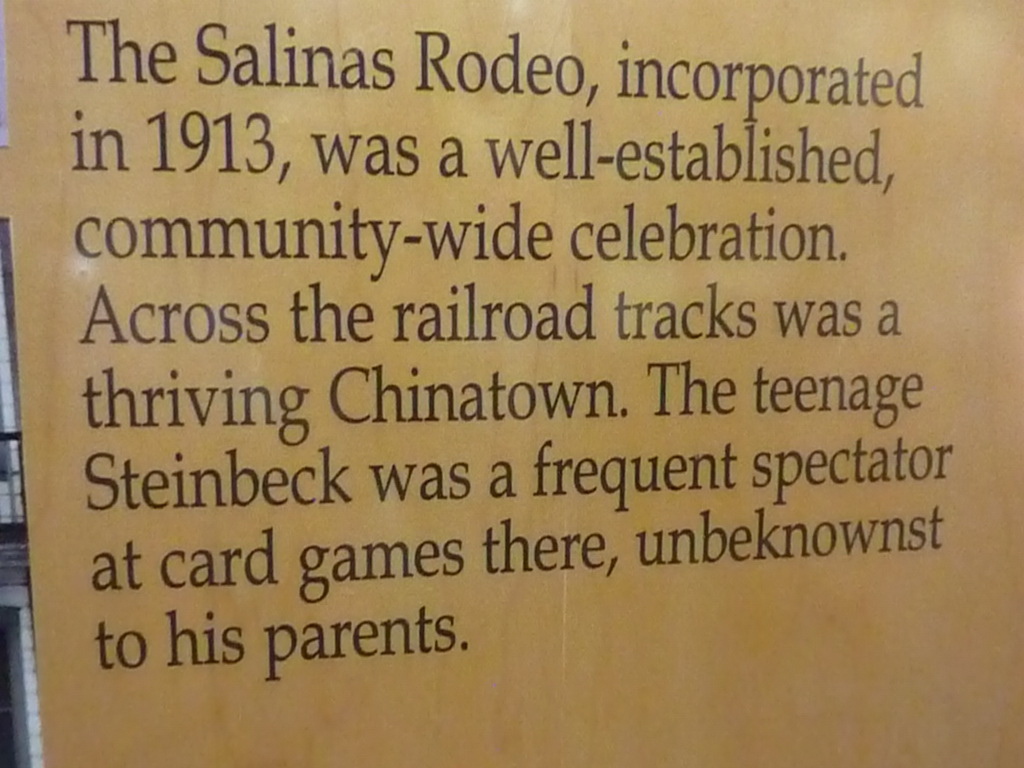 The Salinas Rodeo, incorporated
in 1913, was a well-established,
community-wide celebration.
Across the railroad tracks was a
thriving Chinatown. The teenage
Steinbeck was a frequent spectator
at card games there, unbeknownst
to his parents.